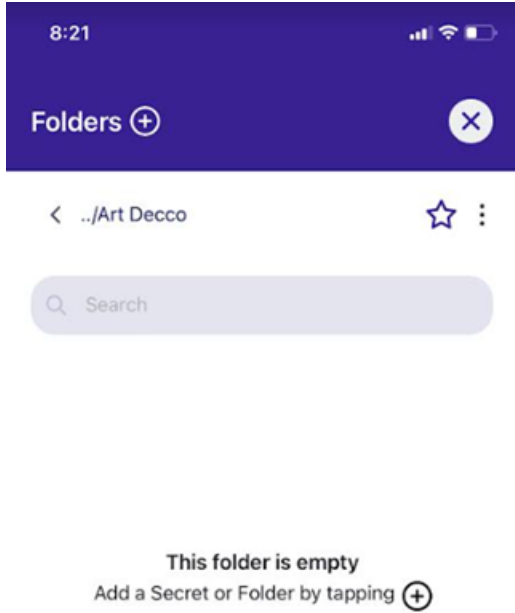 8:21
Folders
../Art Decco
Search
This folder is empty
Add a Secret or Folder by tapping